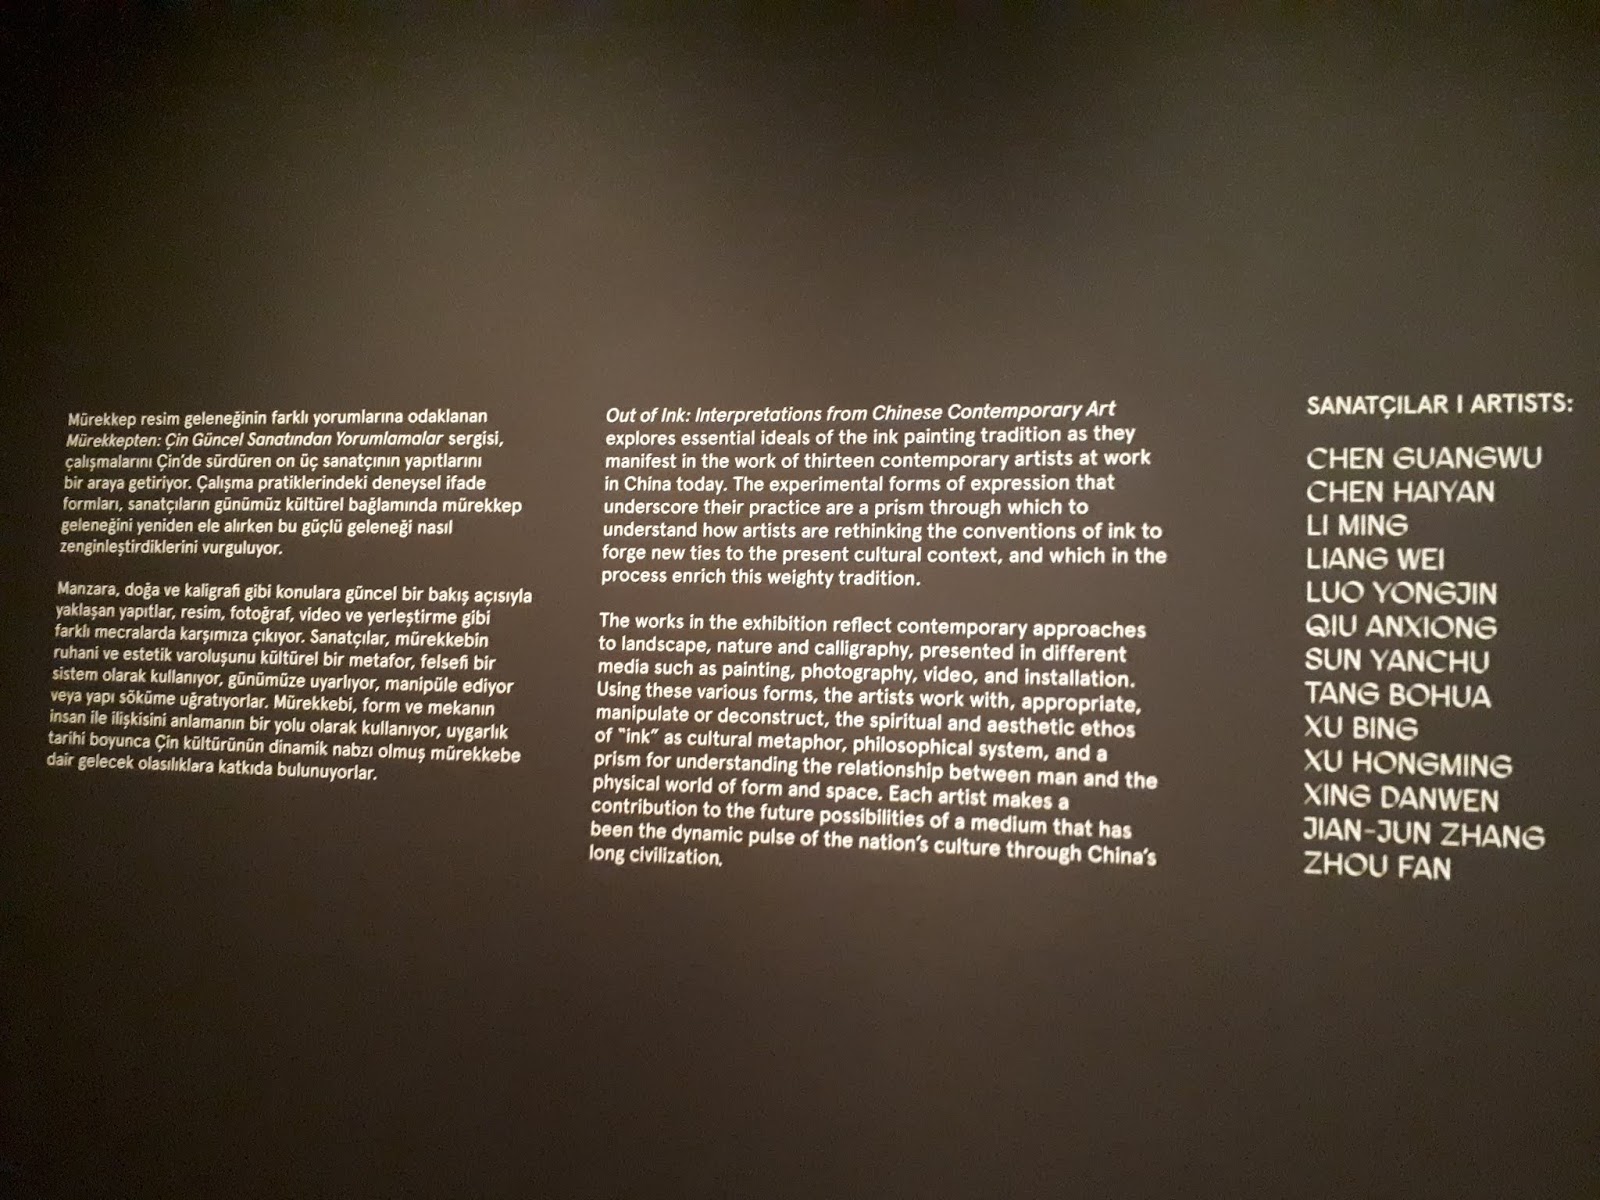 Mürekkep resim geleneğinin farklı yorumlarına odaklanan
Mürekkepten: Çin Güncel Sanatından Yorumlamalar sergisi,
çalışmalarını Çin'de sürdüren on üç sanatçının yapıtlarını
bir araya getiriyor. Çalışma pratiklerindeki deneysel ifade
formları, sanatçıların günümüz kültürel bağlamında mürekkep
geleneğini yeniden ele alırken bu güçlü geleneği nasıl
zenginleştirdiklerini vurguluyor.
Manzara, doğa ve kaligrafi gibi konulara güncel bir bakış açısıyla
yaklaşan yapıtlar, resim, fotoğraf, video ve yerleştirme gibi
farklı mecralarda karşımıza çıkıyor. Sanatçılar, mürekkebin
ruhani ve estetik varoluşunu kültürel bir metafor, felsefi bir
sistem olarak kullanıyor, günümüze uyarlıyor, manipüle ediyor
veya yapı söküme uğratıyorlar. Mürekkebi, form ve mekanın
insan ile ilişkisini anlamanın bir yolu olarak kullanıyor, uygarlık
tarihi boyunca Çin kültürünün dinamik nabzı olmuş mürekkebe
dair gelecek olasılıklara katkıda bulunuyorlar.
Out of Ink: Interpretations from Chinese Contemporary Art
explores essential ideals of the ink painting tradition as they
manifest in the work of thirteen contemporary artists at work
in China today. The experimental forms of expression that
underscore their practice are a prism through which to
understand how artists are rethinking the conventions of ink to
forge new ties to the present cultural context, and which in the
process enrich this weighty tradition.
The works in the exhibition reflect contemporary approaches
to landscape, nature and calligraphy, presented in different
media such as painting, photography, video, and installation.
Using these various forms, the artists work with, appropriate,
manipulate or deconstruct, the spiritual and aesthetic ethos
of "ink" as cultural metaphor, philosophical system, and a
prism for understanding the relationship between man and the
physical world of form and space. Each artist makes a
contribution to the future possibilities of a medium that has
been the dynamic pulse of the nation's culture through China's
long civilization.
SANATÇILAR I ARTISTS:
CHEN GUANGWU
CHEN HAIYAN
LI MING
LIANG WEI
LUO YONGJIN
QIU ANXIONG
SUN YANCHU
TANG BOHUA
XU BING
XU HONGMING
XING DANWEN
JIAN-JUN ZHANG
ZHOU FAN